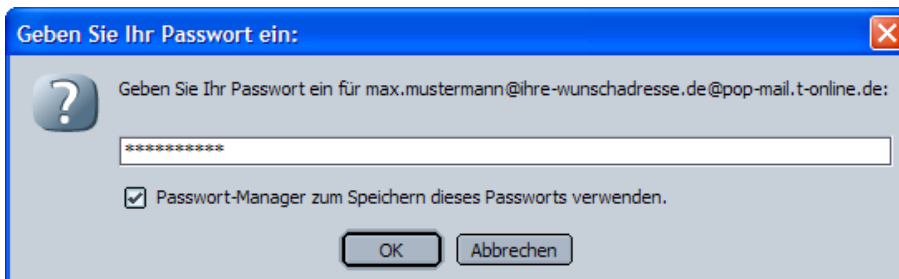 Geben Sie Ihr Passwort ein:
Geben Sie Ihr Passwort ein für max.mustermann@ihre-wunschadresse.de@pop-mail.t-online.de:
**********
Passwort-Manager zum Speichern dieses Passworts verwenden.
OK Abbrechen